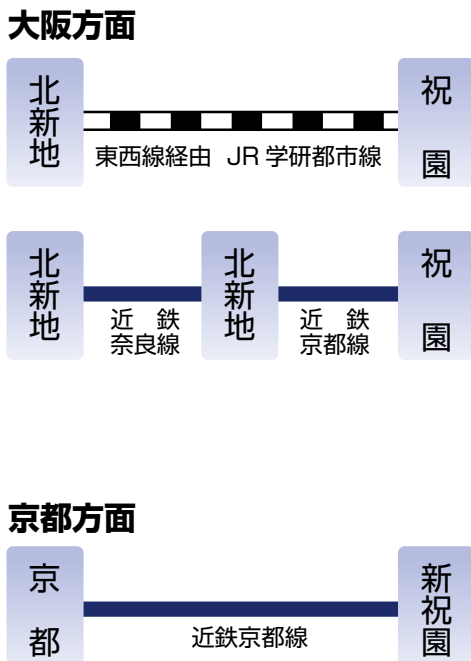 大阪方面
北新地
祝園
東西線経由 JR 学研都市線
北新地
近鉄
奈良線
北新地
近鉄
京都線
祝園
京都方面
京都
新祝園
近鉄京都線